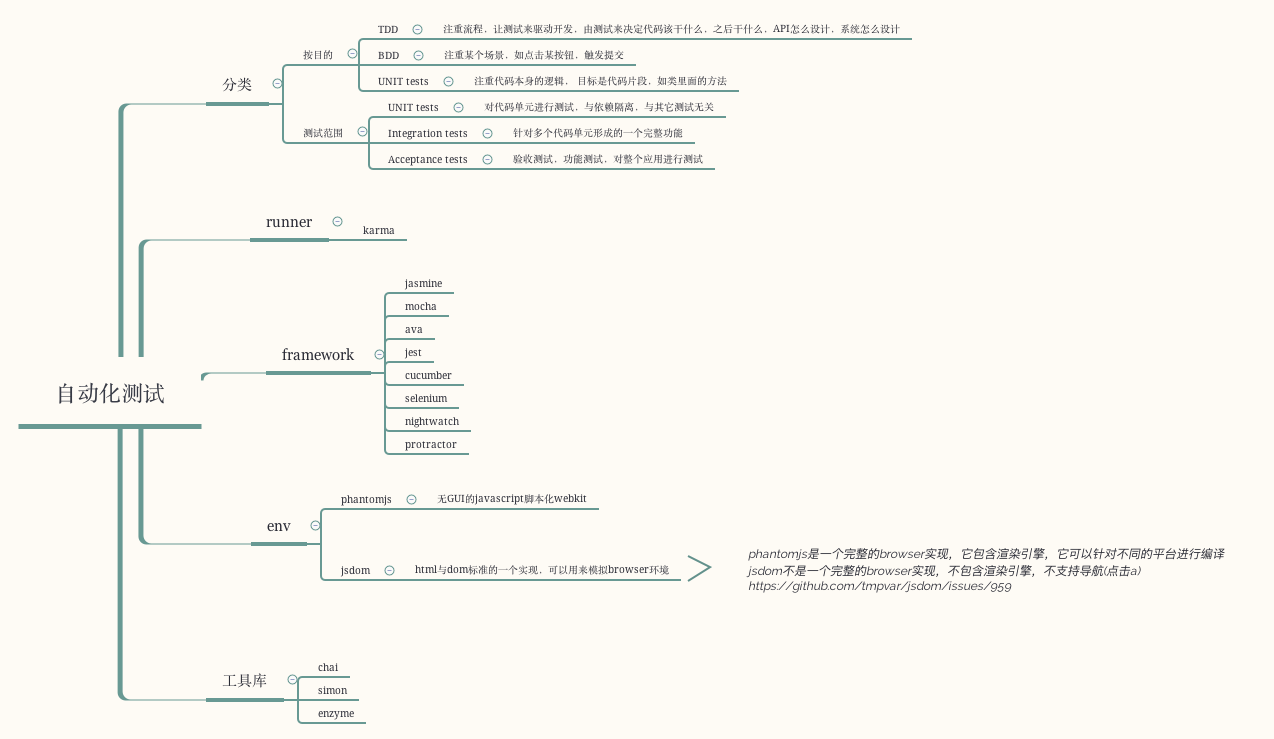 自动化测试
分类
按目的
TDD
注重流程，让测试来驱动开发，由测试来决定代码该干什么，之后干什么，API怎么设计，系统怎么设计
BDD
注重某个场景，如点击某按钮，触发提交
UNIT tests
注重代码本身的逻辑， 目标是代码片段，如类里面的方法
测试范围
UNIT tests
对代码单元进行测试，与依赖隔离，与其它测试无关
Integration tests
针对多个代码单元形成的一个完整功能
Acceptance tests
验收测试，功能测试，对整个应用进行测试
runner
karma
framework
jasmine
mocha
ava
jest
cucumber
selenium
nightwatch
protractor
env
phantomjs
无GUI的javascript脚本化webkit
jsdom
html与dom标准的一个实现，可以用来模拟browser环境
phantomjs是一个完整的browser实现，它包含渲染引擎，它可以针对不同的平台进行编译
jsdom不是一个完整的browser实现，不包含渲染引擎，不支持导航(点击a)
https://github.com/tmpvar/jsdom/issues/959
工具库
chai
simon
enzyme